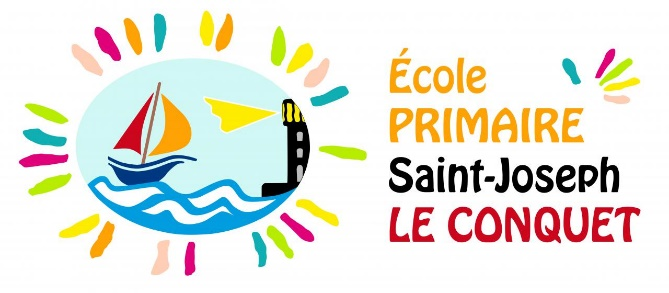 École
PRIMAIRE
Saint-Joseph
LE CONQUET